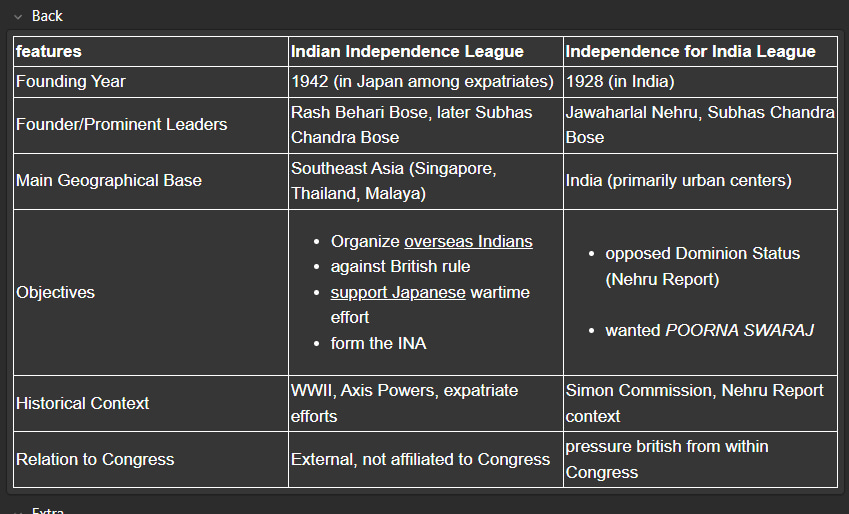 Back
features
Indian Independence League
Independence for India League
Founding Year
1942 (in Japan among expatriates)
1928 (in India)
Founder/Prominent Leaders
Rash Behari Bose, later Subhas
Chandra Bose
Jawaharlal Nehru, Subhas Chandra
Bose
Main Geographical Base
Southeast Asia (Singapore,
Thailand, Malaya)
India (primarily urban centers)
Objectives
• Organize overseas Indians
• against British rule
• support Japanese wartime
effort
• form the INA
• opposed Dominion Status
(Nehru Report)
• wanted POORNA SWARAJ
Historical Context
WWII, Axis Powers, expatriate
efforts
Simon Commission, Nehru Report
context
Relation to Congress
External, not affiliated to Congress
pressure british from within
Congress
Extra